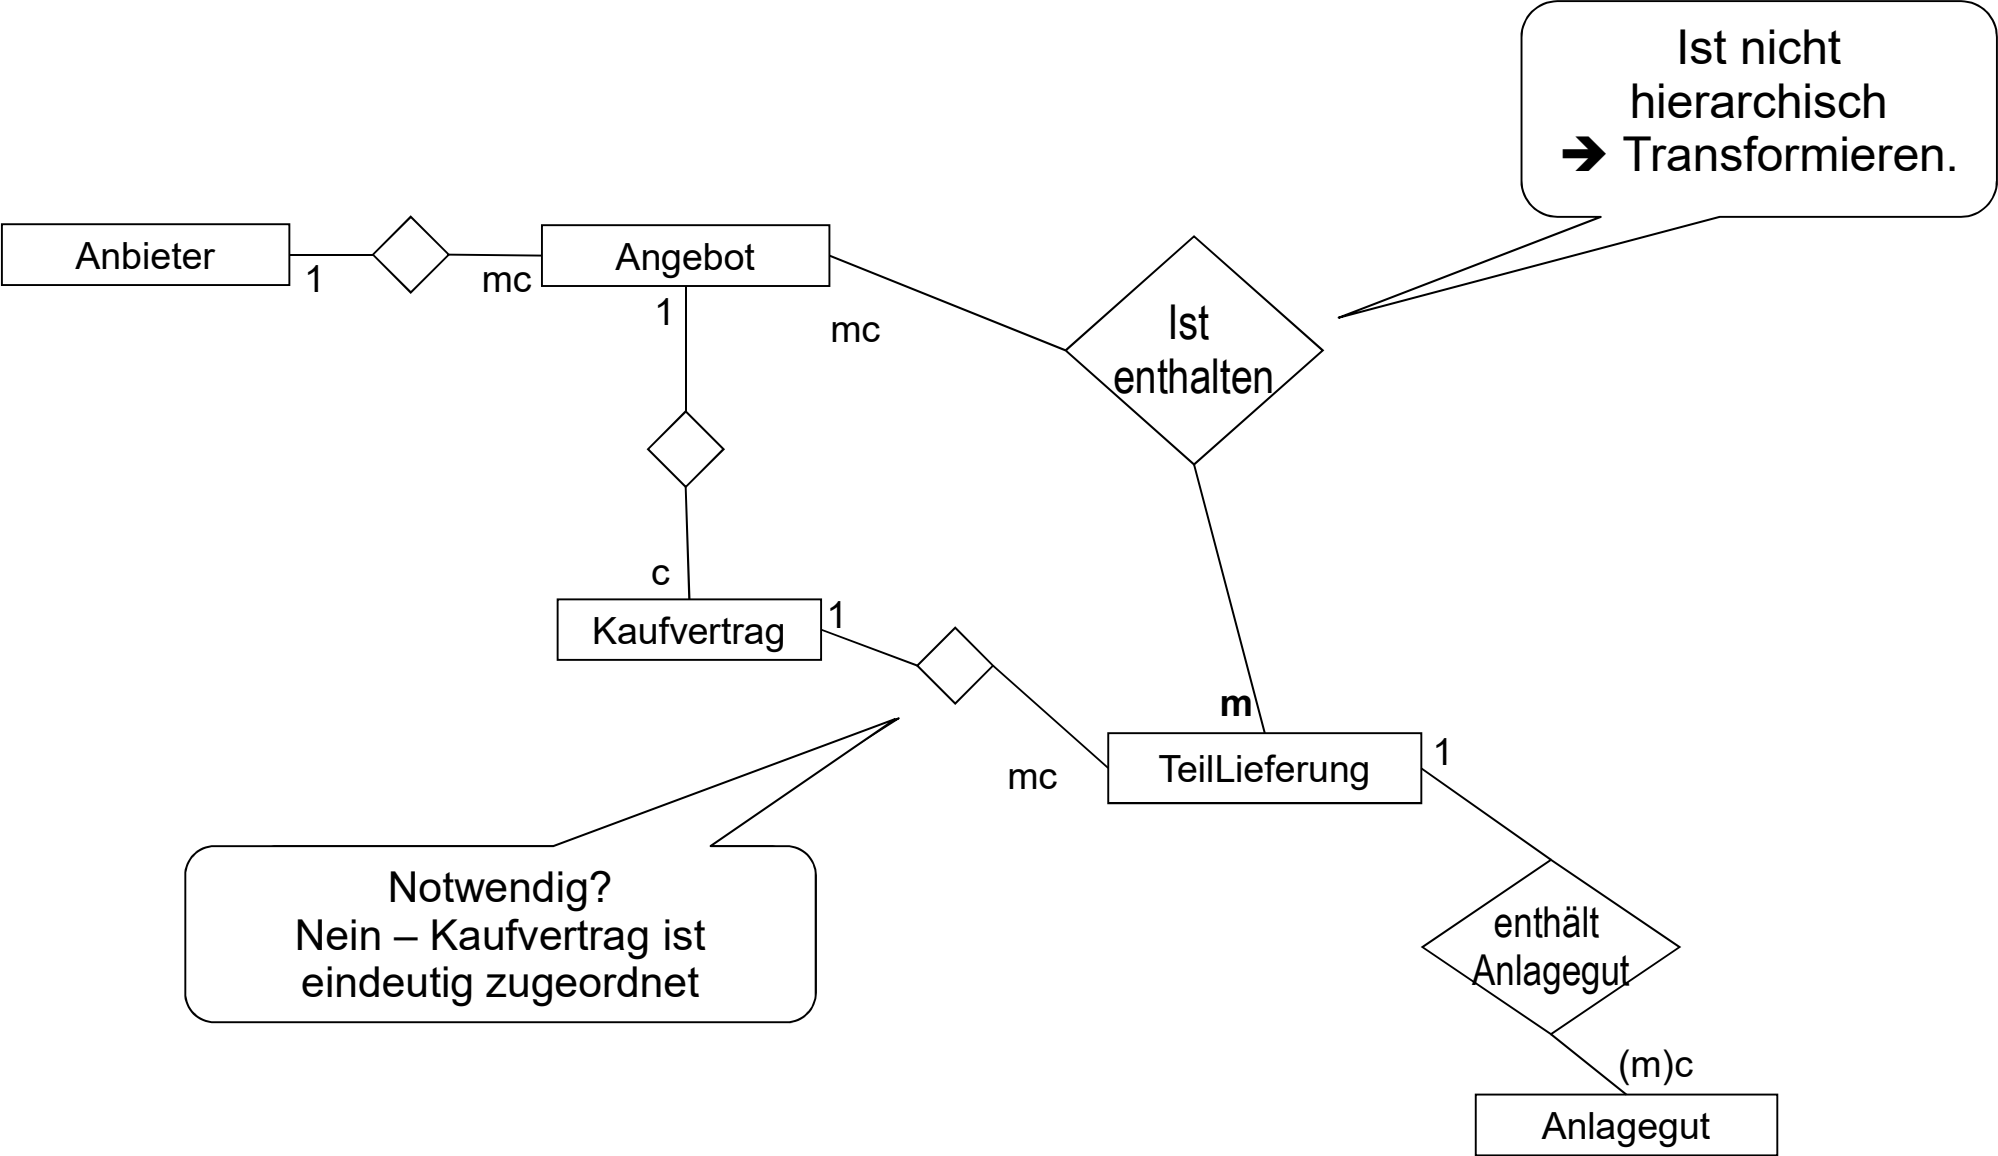 Ist nicht
hierarchisch
➔ Transformieren.
Anbieter
1
mc
Angebot
1
mc
Ist
enthalten
c
Kaufvertrag
1
mc
m
TeilLieferung
1
Notwendig?
Nein – Kaufvertrag ist
eindeutig zugeordnet
enthält
Anlagegut
(m)c
Anlagegut